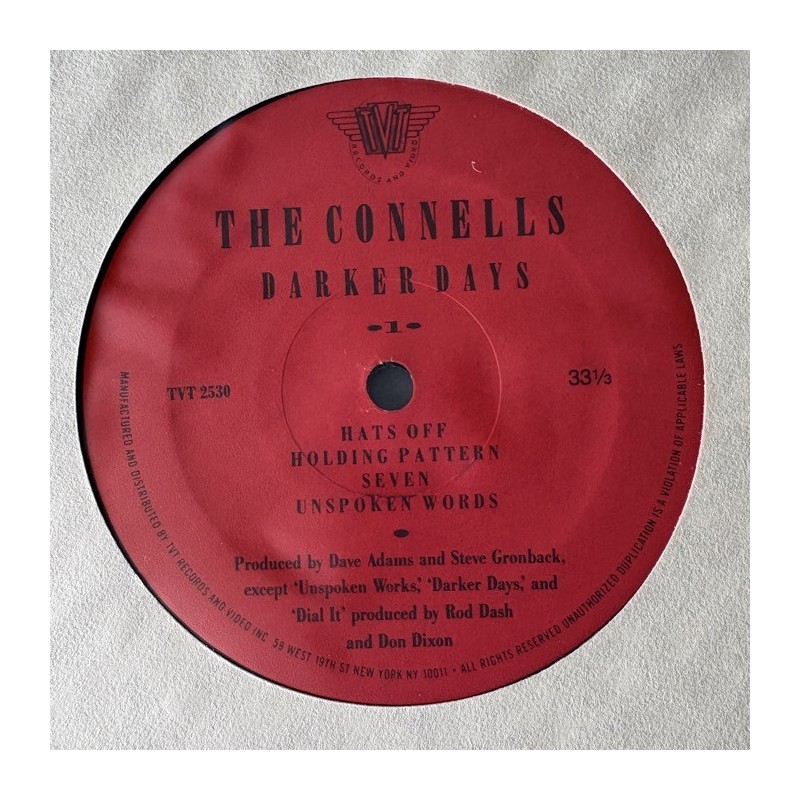 TVT
RECORDS AND VIDEO
THE CONNELLS
DARKER DAYS
•1•
TVT 2530
33⅓
HATS OFF
HOLDING PATTERN
SEVEN
UNSPOKEN WORDS
•
Produced by Dave Adams and Steve Gronback,
except ‘Unspoken Works,’ ‘Darker Days,’ and
‘Dial It’ produced by Rod Dash
and Don Dixon
MANUFACTURED AND DISTRIBUTED BY TVT RECORDS AND VIDEO INC 59 WEST 19TH ST NEW YORK NY 10011 • ALL RIGHTS RESERVED UNAUTHORIZED DUPLICATION IS A VIOLATION OF APPLICABLE LAWS